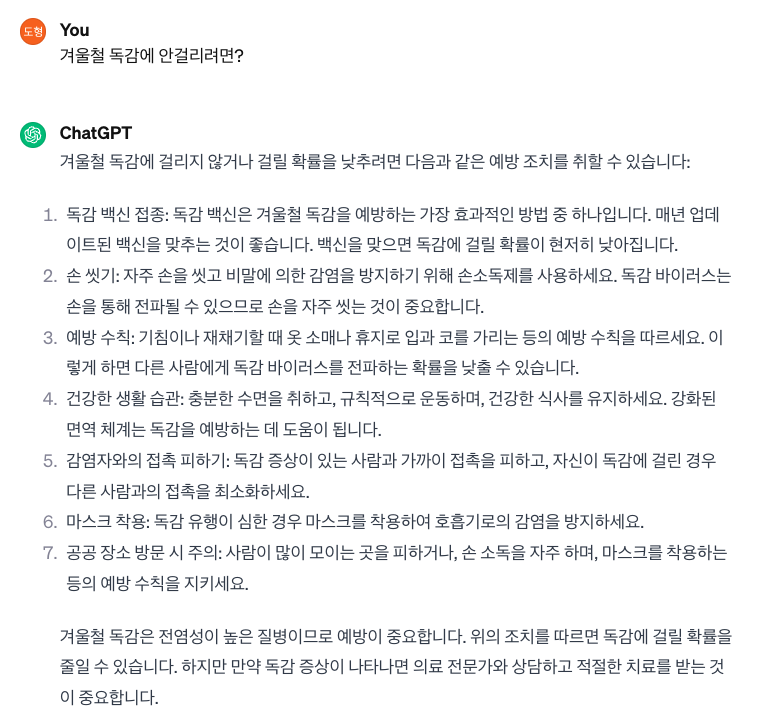 도형
You
겨울철 독감에 안걸리려면?
ChatGPT
겨울철 독감에 걸리지 않거나 걸릴 확률을 낮추려면 다음과 같은 예방 조치를 취할 수 있습니다:
1. 독감 백신 접종: 독감 백신은 겨울철 독감을 예방하는 가장 효과적인 방법 중 하나입니다. 매년 업데
이트된 백신을 맞추는 것이 좋습니다. 백신을 맞으면 독감에 걸릴 확률이 현저히 낮아집니다.
2. 손 씻기: 자주 손을 씻고 비말에 의한 감염을 방지하기 위해 손소독제를 사용하세요. 독감 바이러스는
손을 통해 전파될 수 있으므로 손을 자주 씻는 것이 중요합니다.
3. 예방 수칙: 기침이나 재채기할 때 옷 소매나 휴지로 입과 코를 가리는 등의 예방 수칙을 따르세요. 이
렇게 하면 다른 사람에게 독감 바이러스를 전파하는 확률을 낮출 수 있습니다.
4. 건강한 생활 습관: 충분한 수면을 취하고, 규칙적으로 운동하며, 건강한 식사를 유지하세요. 강화된
면역 체계는 독감을 예방하는 데 도움이 됩니다.
5. 감염자와의 접촉 피하기: 독감 증상이 있는 사람과 가까이 접촉을 피하고, 자신이 독감에 걸린 경우
다른 사람과의 접촉을 최소화하세요.
6. 마스크 착용: 독감 유행이 심한 경우 마스크를 착용하여 호흡기로의 감염을 방지하세요.
7. 공공 장소 방문 시 주의: 사람이 많이 모이는 곳을 피하거나, 손 소독을 자주 하며, 마스크를 착용하는
등의 예방 수칙을 지키세요.
겨울철 독감은 전염성이 높은 질병이므로 예방이 중요합니다. 위의 조치를 따르면 독감에 걸릴 확률을
줄일 수 있습니다. 하지만 만약 독감 증상이 나타나면 의료 전문가와 상담하고 적절한 치료를 받는 것
이 중요합니다.